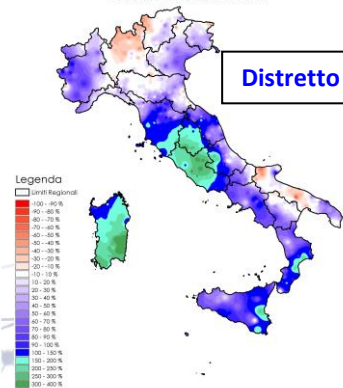 Distretto
Legenda
Limiti Regionali
-100 - -90 %
-90 - -80 %
-80 - -70 %
-70 - -60 %
-60 - -50 %
-50 - -40 %
-40 - -30 %
-30 - -20 %
-20 - -10 %
-10 - 10 %
10 - 20 %
20 - 30 %
30 - 40 %
40 - 50 %
50 - 60 %
60 - 70 %
70 - 80 %
80 - 90 %
90 - 100 %
100 - 150 %
150 - 200 %
200 - 250 %
250 - 300 %
300 - 400 %